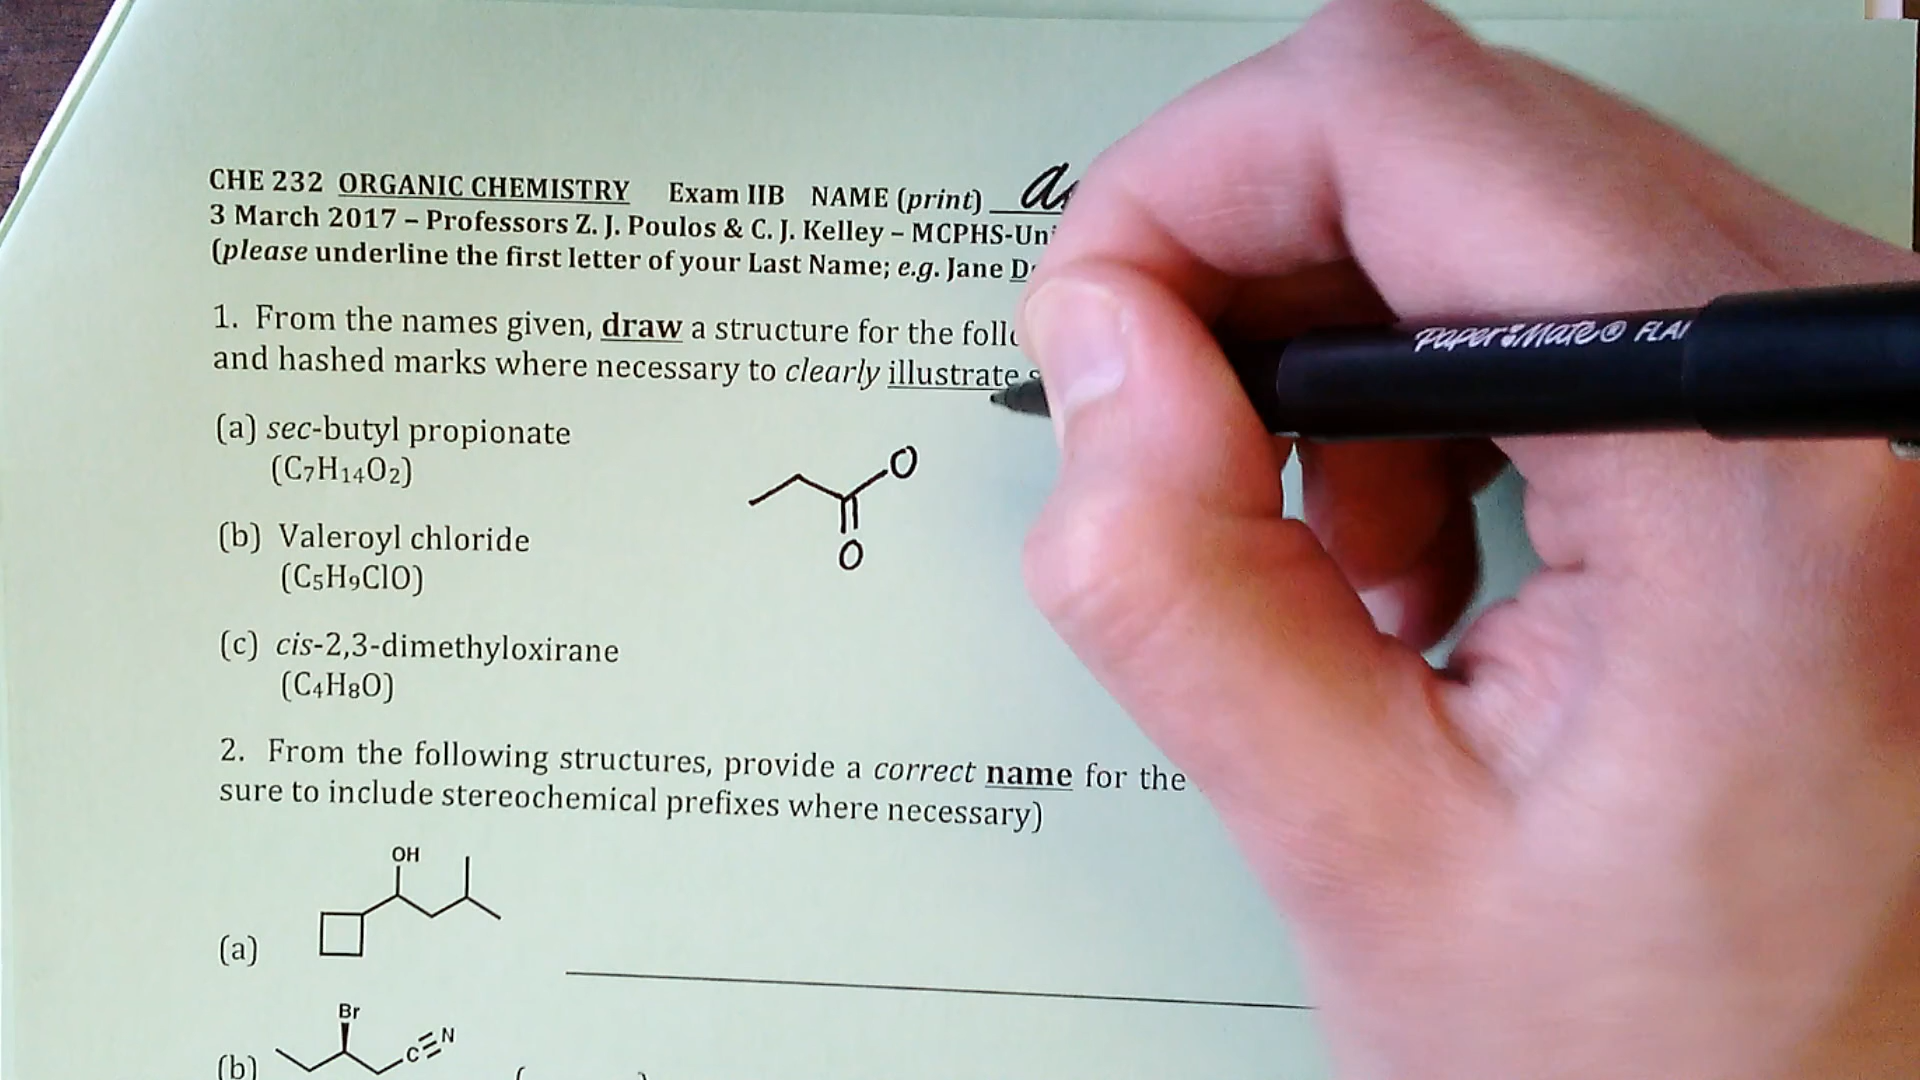 CHE 232 ORGANIC CHEMISTRY Exam IIB NAME (print)
3 March 2017 – Professors Z. J. Poulos & C. J. Kelley – MCPHS-Uni
(please underline the first letter of your Last Name; e.g. Jane D
1. From the names given, draw a structure for the follo
and hashed marks where necessary to clearly illustrate
(a) sec-butyl propionate
(C7H14O2)
O
O
(b) Valeroyl chloride
(C5H9ClO)
(c) cis-2,3-dimethyloxirane
(C4H8O)
2. From the following structures, provide a correct name for the
sure to include stereochemical prefixes where necessary)
OH
(a)
Br
C≡N
(b)
Paper:Mate® FLAI